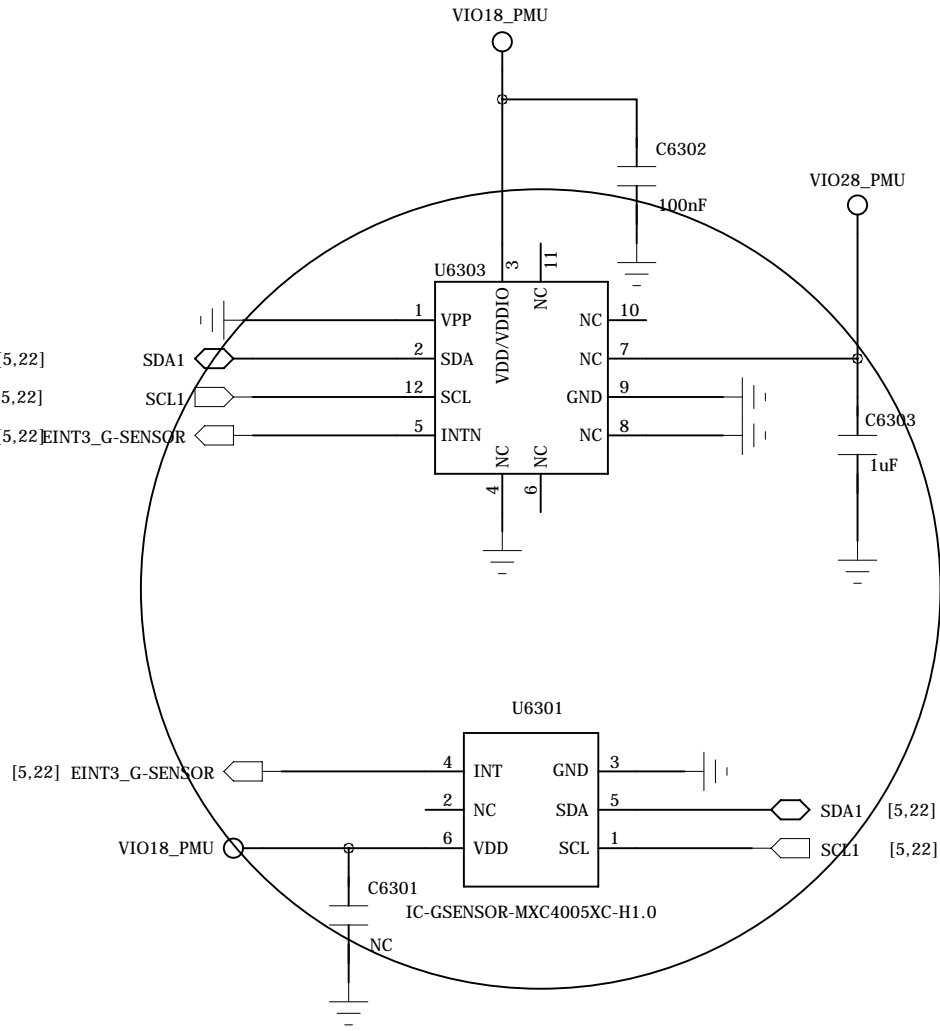 VIO18_PMU
C6302
100nF
VIO28_PMU
U6303
3
11
VDD/VDDIO
NC
1
VPP
NC
10
[5,22]
SDA1
2
SDA
NC
7
5,22]
SCL1
12
SCL
GND
9
[5,22]
EINT3_G-SENSOR
5
INTN
NC
8
C6303
1uF
NC
NC
4
6
U6301
[5,22] EINT3_G-SENSOR
4
INT
GND
3
2
NC
SDA
5
SDA1
[5,22]
VIO18_PMU
6
VDD
SCL
1
SCL1
[5,22]
C6301
NC
IC-GSENSOR-MXC4005XC-H1.0